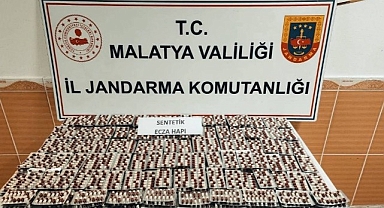 T.C.
MALATYA VALİLİĞİ
İL JANDARMA KOMUTANLIĞI
SENTETİK
ECZA HAPI